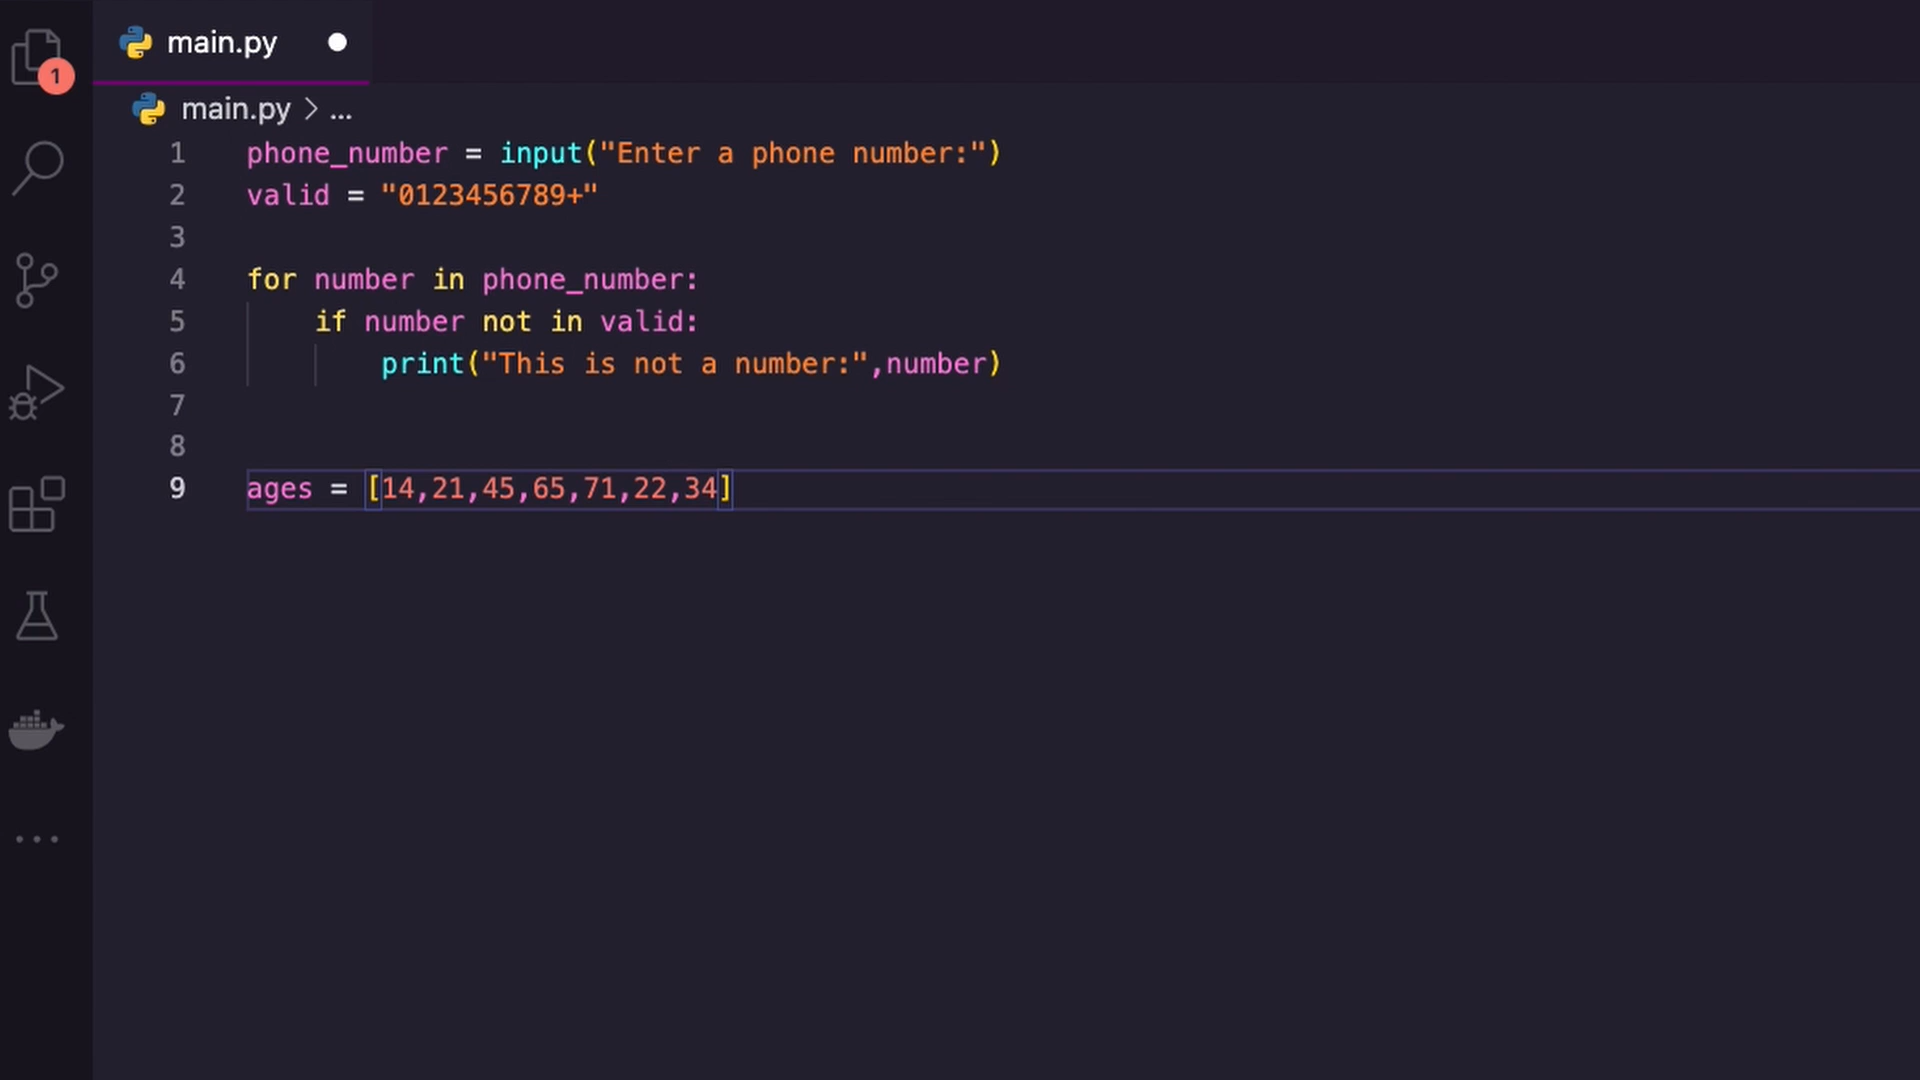 main.py
1
main.py > ...
1 phone_number = input("Enter a phone number:")
2 valid = "0123456789+"
3
4 for number in phone_number:
5     if number not in valid:
6         print("This is not a number:",number)
7
8
9 ages = [14,21,45,65,71,22,34]